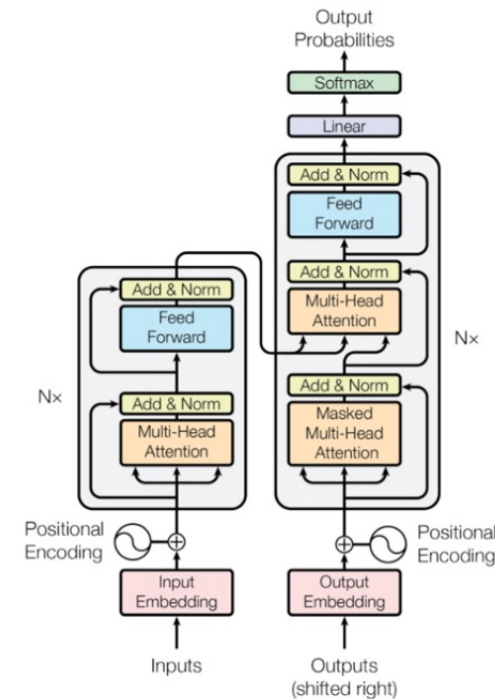 Output
Probabilities
Softmax
Linear
Add & Norm
Feed
Forward
Add & Norm
Multi-Head
Attention
Add & Norm
Masked
Multi-Head
Attention
Nx
Add & Norm
Feed
Forward
Add & Norm
Multi-Head
Attention
Nx
Positional
Encoding
Positional
Encoding
Input
Embedding
Output
Embedding
Inputs
Outputs
(shifted right)